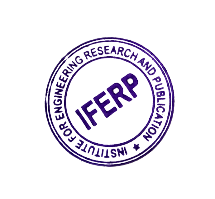 INSTITUTE FOR ENGINEERING RESEARCH AND PUBLICATION
IFERP